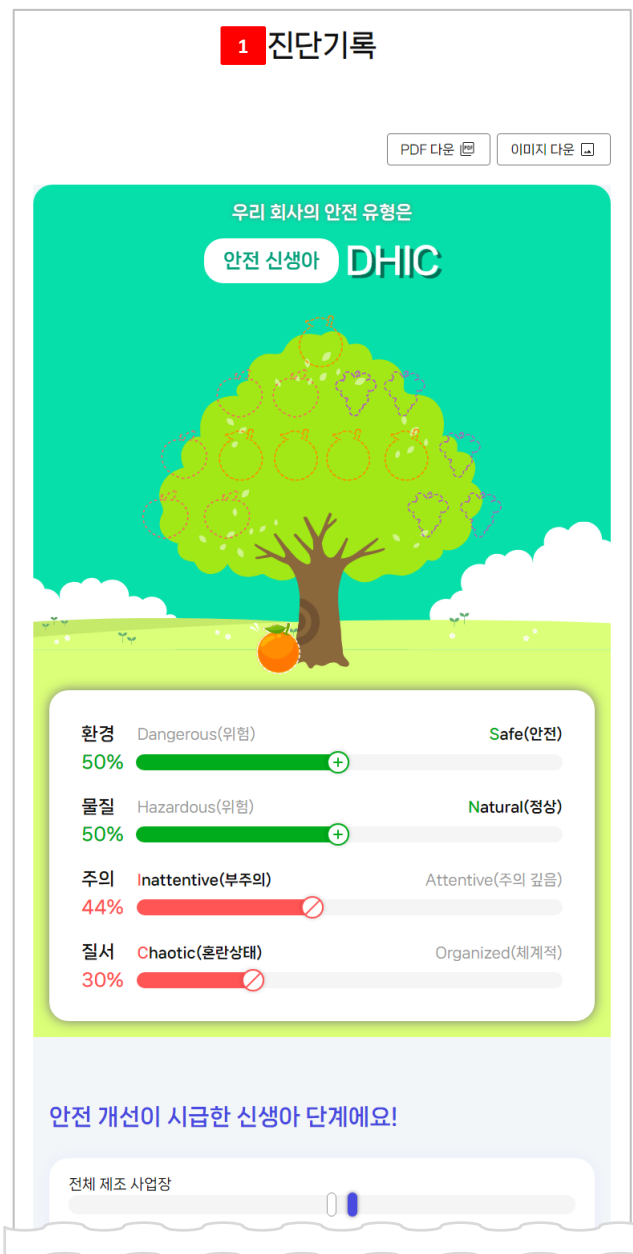 1 진단기록
PDF 다운 PDF 이미지 다운
우리 회사의 안전 유형은
안전 신생아 DHIC
환경 Dangerous(위험) Safe(안전)
50%
물질 Hazardous(위험) Natural(정상)
50%
주의 Inattentive(부주의) Attentive(주의 깊음)
44%
질서 Chaotic(혼란상태) Organized(체계적)
30%
안전 개선이 시급한 신생아 단계에요!
전체 제조 사업장